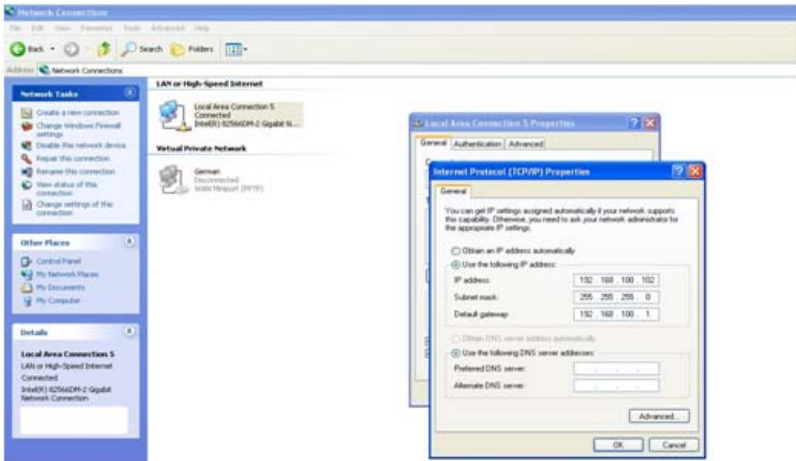 Network Connections
File Edit View Favorites Tools Advanced Help
Back Search Folders
Address Network Connections
Network Tasks
Create a new connection
Change Windows Firewall
settings
Disable this network device
Repair this connection
Rename this connection
View status of this
connection
Change settings of this
connection
Other Places
Control Panel
My Network Places
My Documents
My Computer
Details
Local Area Connection 5
LAN or High-Speed Internet
Connected
Intel(R) 82566DM-2 Gigabit
Network Connection
LAN or High-Speed Internet
Local Area Connection 5
Connected
Intel(R) 82566DM-2 Gigabit N...
Virtual Private Network
German
Disconnected
WAN Miniport (PPTP)
Local Area Connection 5 Properties
General Authentication Advanced
Internet Protocol (TCP/IP) Properties
General
You can get IP settings assigned automatically if your network supports
this capability. Otherwise, you need to ask your network administrator for
the appropriate IP settings.
Obtain an IP address automatically
Use the following IP address:
IP address: 192 . 168 . 100 . 102
Subnet mask: 255 . 255 . 255 . 0
Default gateway: 192 . 168 . 100 . 1
Obtain DNS server address automatically
Use the following DNS server addresses:
Preferred DNS server: . . .
Alternate DNS server: . . .
Advanced...
OK Cancel